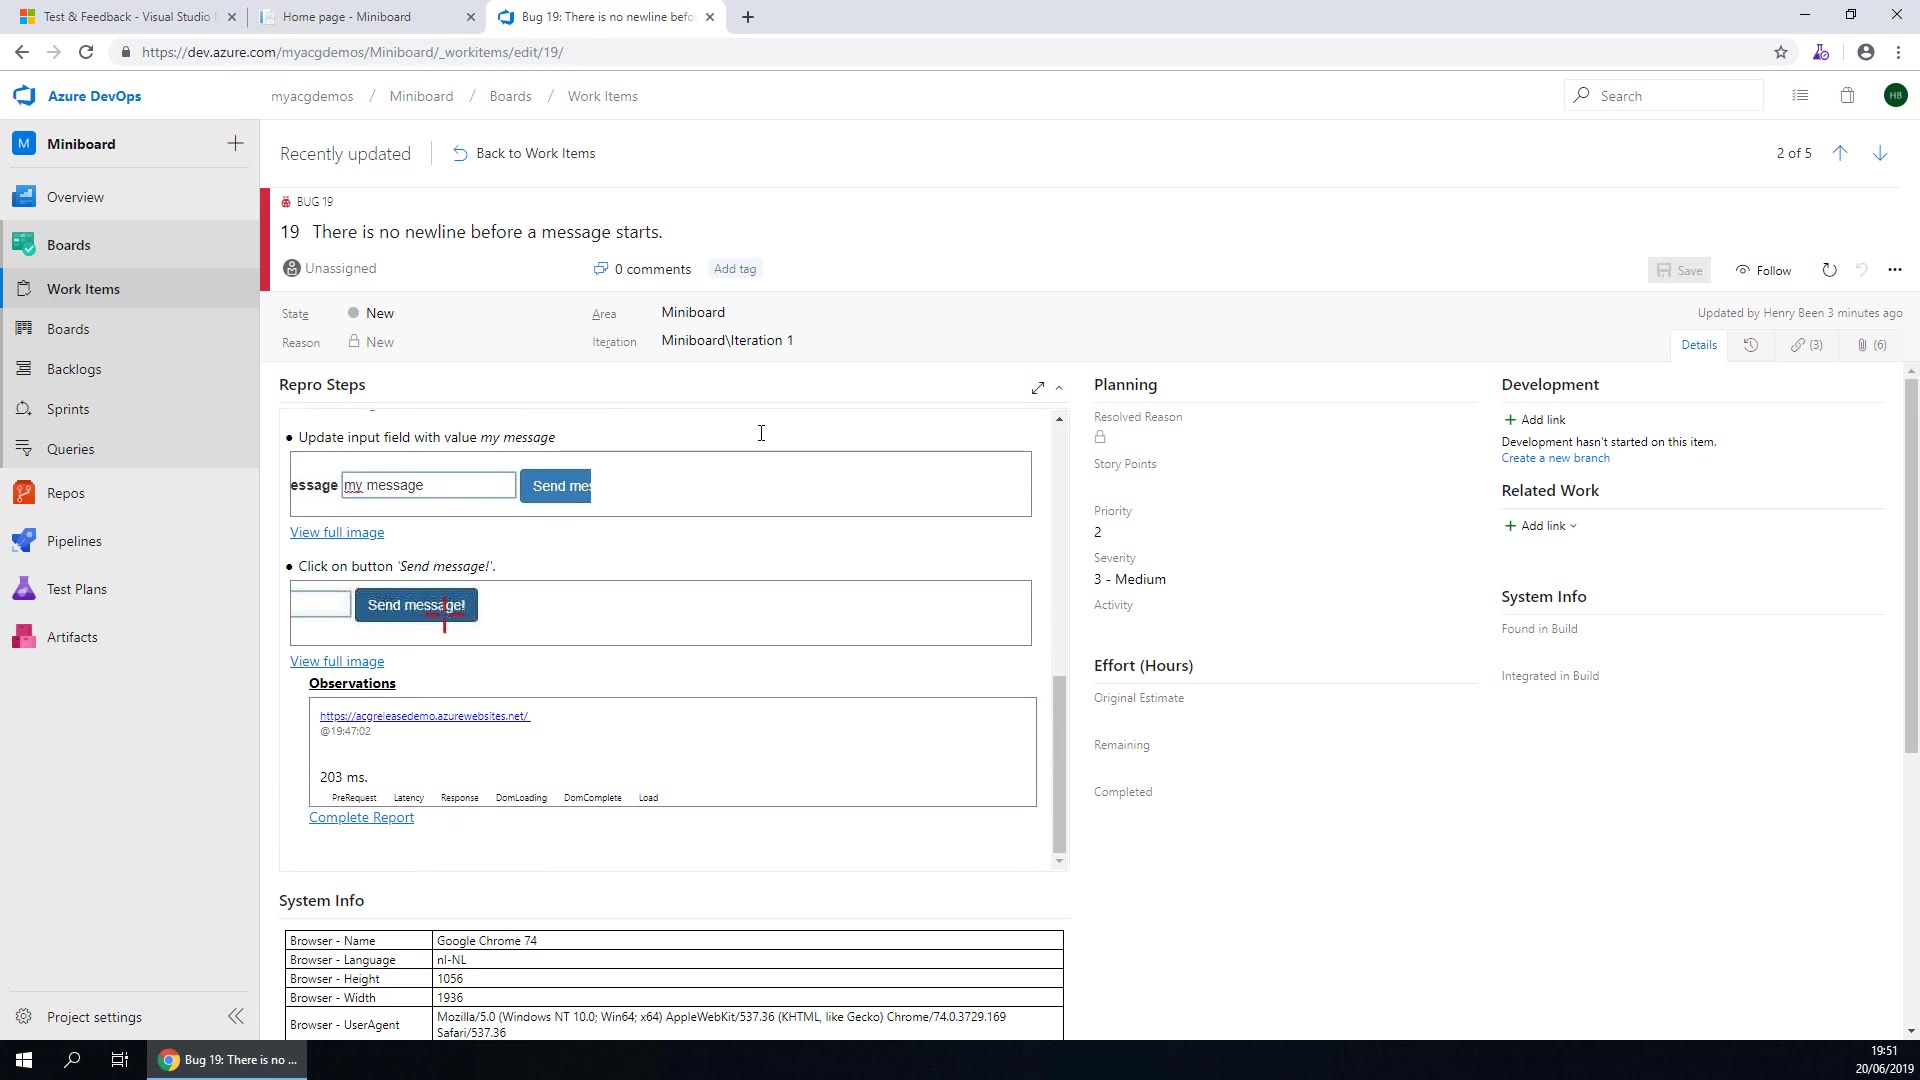 Test & Feedback - Visual Studio
Home page - Miniboard
Bug 19: There is no newline befo
https://dev.azure.com/myacgdemos/Miniboard/_workitems/edit/19/
Azure DevOps
myacgdemos / Miniboard / Boards / Work Items
Search
HB
M Miniboard
Overview
Boards
Work Items
Boards
Backlogs
Sprints
Queries
Repos
Pipelines
Test Plans
Artifacts
Project settings
Recently updated
Back to Work Items
2 of 5
BUG 19
19 There is no newline before a message starts.
Unassigned
0 comments
Add tag
Save
Follow
State New
Area Miniboard
Updated by Henry Been 3 minutes ago
Reason New
Iteration Miniboard\Iteration 1
Details
(3)
(6)
Repro Steps
• Update input field with value my message
essage my message Send mes
View full image
• Click on button 'Send message!'.
Send message!
View full image
Observations
https://acgreleasedemo.azurewebsites.net/
@19:47:02
203 ms.
PreRequest Latency Response DomLoading DomComplete Load
Complete Report
System Info
Browser - Name Google Chrome 74
Browser - Language nl-NL
Browser - Height 1056
Browser - Width 1936
Browser - UserAgent Mozilla/5.0 (Windows NT 10.0; Win64; x64) AppleWebKit/537.36 (KHTML, like Gecko) Chrome/74.0.3729.169
Safari/537.36
Planning
Resolved Reason
Story Points
Priority
2
Severity
3 - Medium
Activity
Effort (Hours)
Original Estimate
Remaining
Completed
Development
Add link
Development hasn't started on this item.
Create a new branch
Related Work
Add link
System Info
Found in Build
Integrated in Build
Bug 19: There is no ...
19:51
20/06/2019